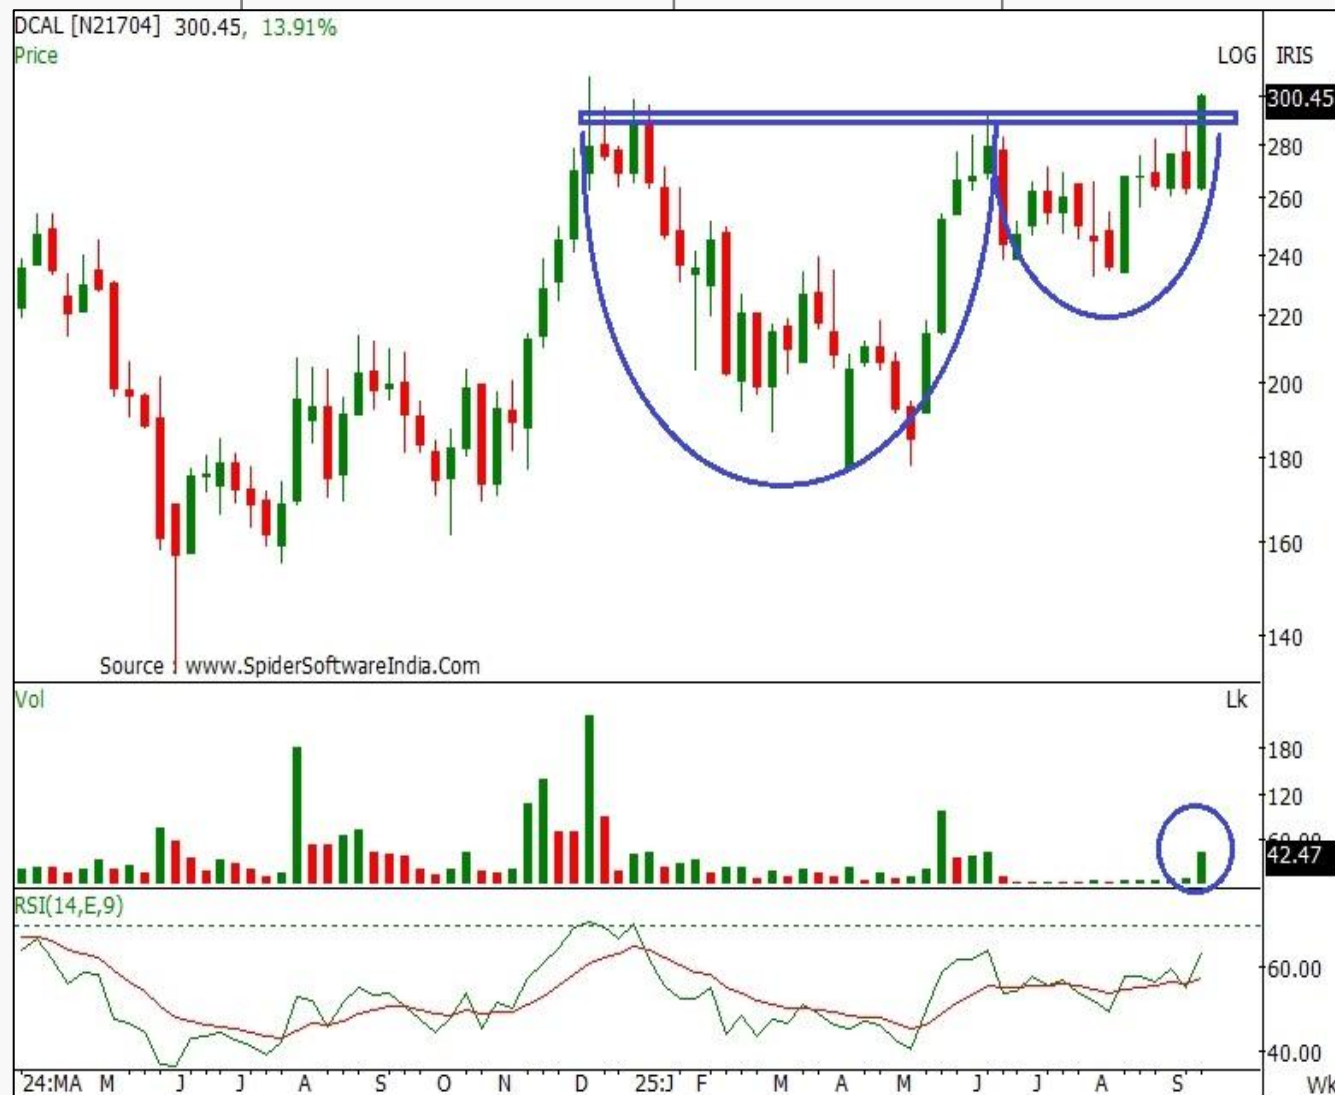 DCAL [N21704] 300.45, 13.91%
Price
LOG IRIS
300.45
280
260
240
220
200
180
160
140
Source : www.SpiderSoftwareIndia.Com
Vol
Lk
180
120
42.47
RSI(14,E,9)
60.00
40.00
24:MA M J J A S O N D 25:J F M A M J J A S Wk